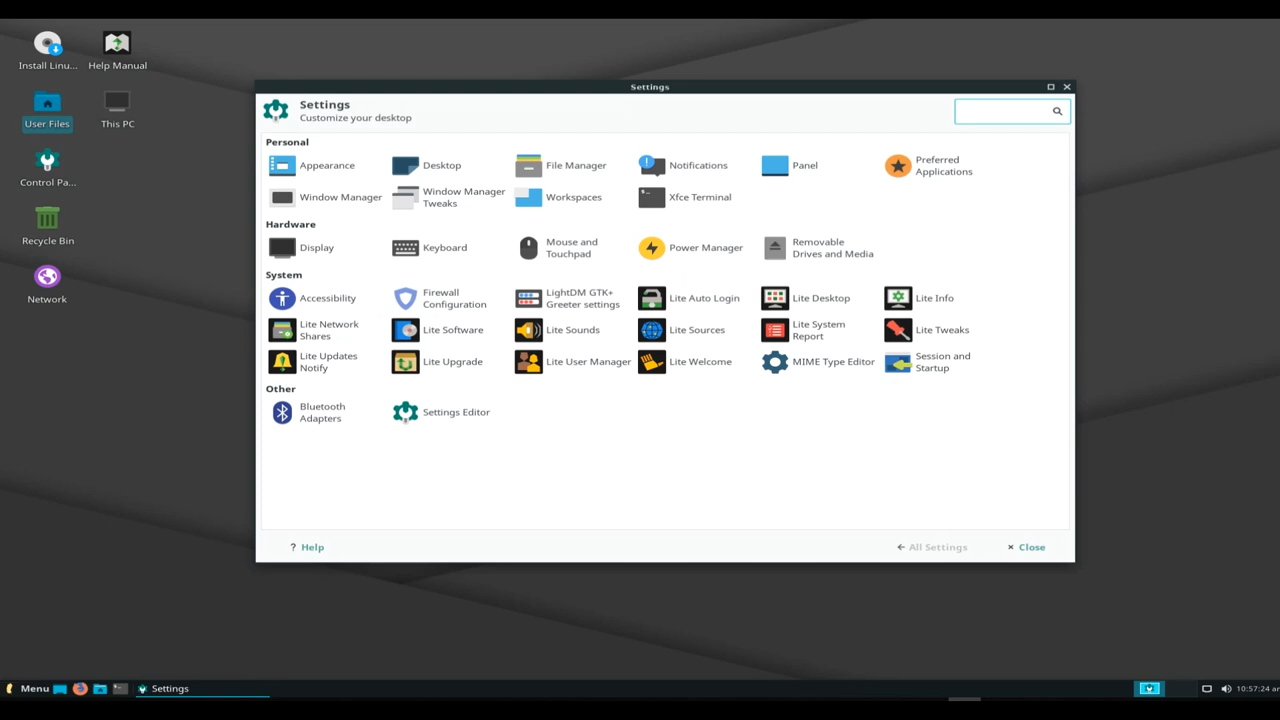 Install Linu...
Help Manual
User Files
This PC
Control Pa...
Recycle Bin
Network
Settings
Settings
Customize your desktop
Personal
Appearance
Desktop
File Manager
Notifications
Panel
Preferred
Applications
Window Manager
Window Manager
Tweaks
Workspaces
Xfce Terminal
Hardware
Display
Keyboard
Mouse and
Touchpad
Power Manager
Removable
Drives and Media
System
Accessibility
Firewall
Configuration
LightDM GTK+
Greeter settings
Lite Auto Login
Lite Desktop
Lite Info
Lite Network
Shares
Lite Software
Lite Sounds
Lite Sources
Lite System
Report
Lite Tweaks
Lite Updates
Notify
Lite Upgrade
Lite User Manager
Lite Welcome
MIME Type Editor
Session and
Startup
Other
Bluetooth
Adapters
Settings Editor
? Help
All Settings
Close
Menu
Settings
10:57:24 am